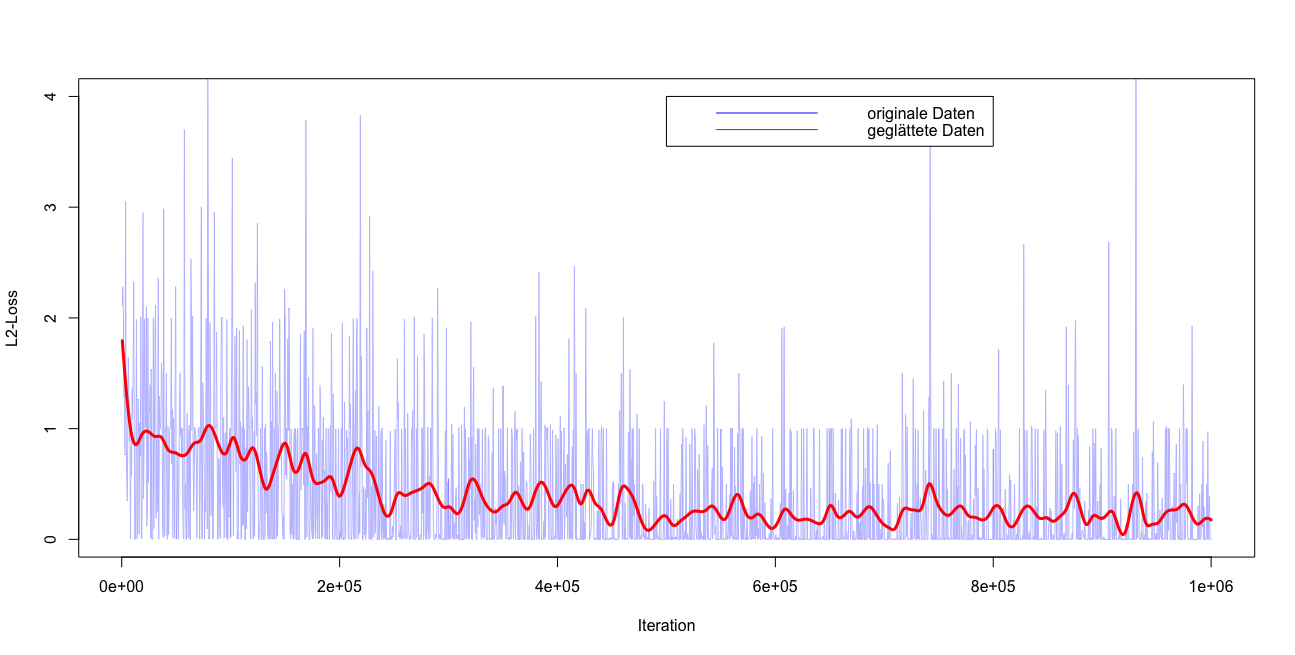 originale Daten
geglättete Daten
L2-Loss
4
3
2
1
0
0e+00 2e+05 4e+05 6e+05 8e+05 1e+06
Iteration